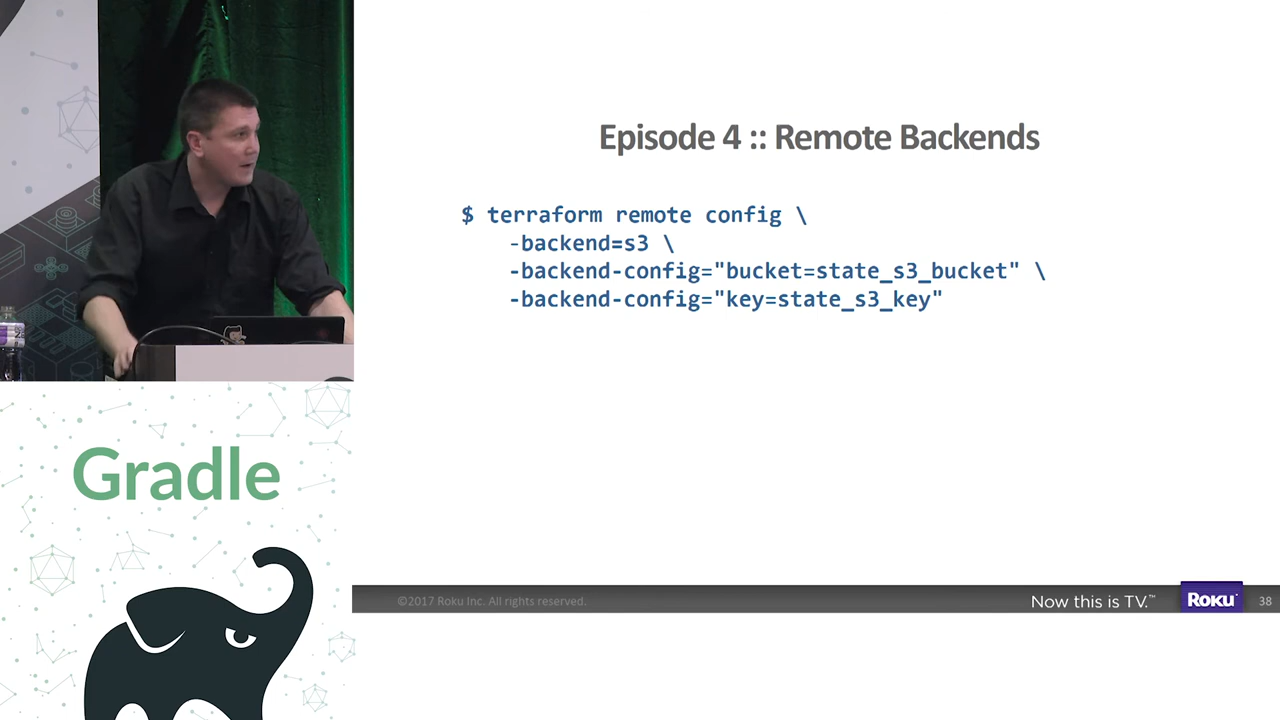 Episode 4 :: Remote Backends
$ terraform remote config \
-backend=s3 \
-backend-config="bucket=state_s3_bucket" \
-backend-config="key=state_s3_key"
Gradle
©2017 Roku Inc. All rights reserved.
Now this is TV.™
ROKU
38